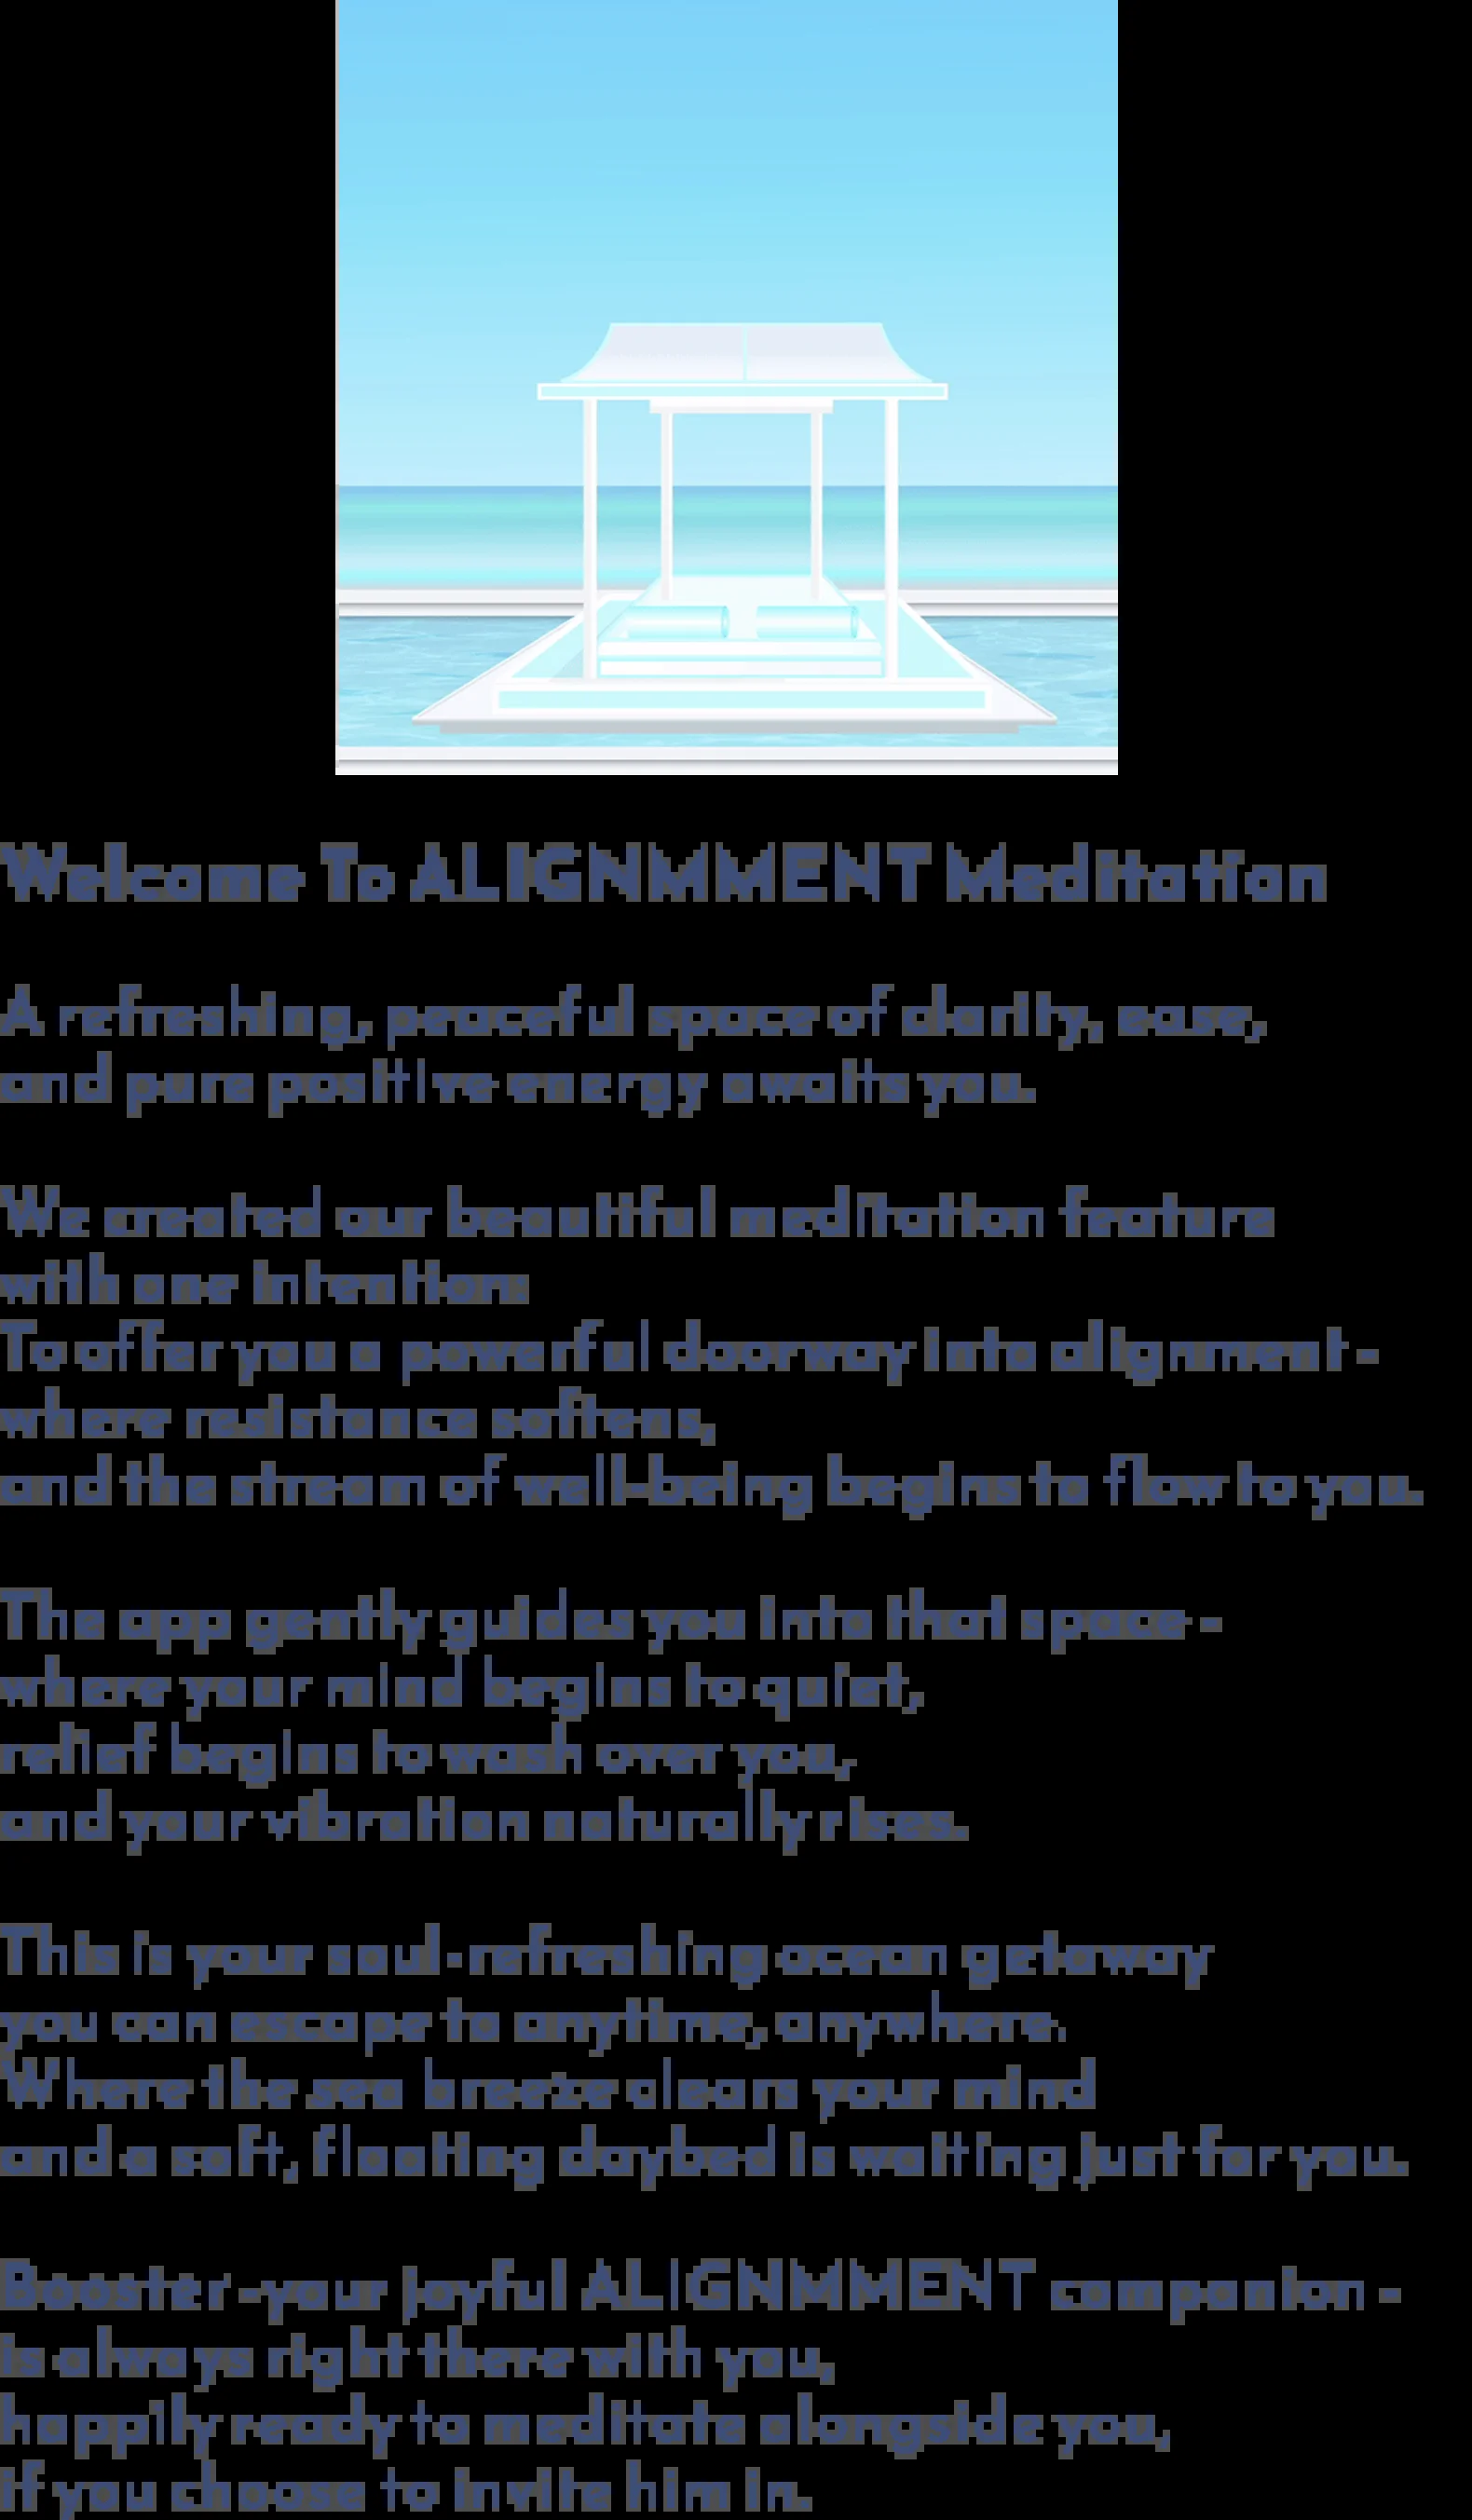 Welcome To ALIGNMMENT Meditation
A refreshing, peaceful space of clarity, ease,
and pure positive energy awaits you.
We created our beautiful meditation feature
with one intention:
To offer you a powerful doorway into alignment-
where resistance softens,
and the stream of well-being begins to flow to you.
The app gently guides you into that space-
where your mind begins to quiet,
relief begins to wash over you,
and your vibration naturally rises.
This is your soul-refreshing ocean getaway
you can escape to anytime, anywhere.
Where the sea breeze clears your mind
and a soft, floating daybed is waiting just for you.
Booster-your joyful ALIGNMMENT companion-
is always right there with you,
happily ready to meditate alongside you,
if you choose to invite him in.